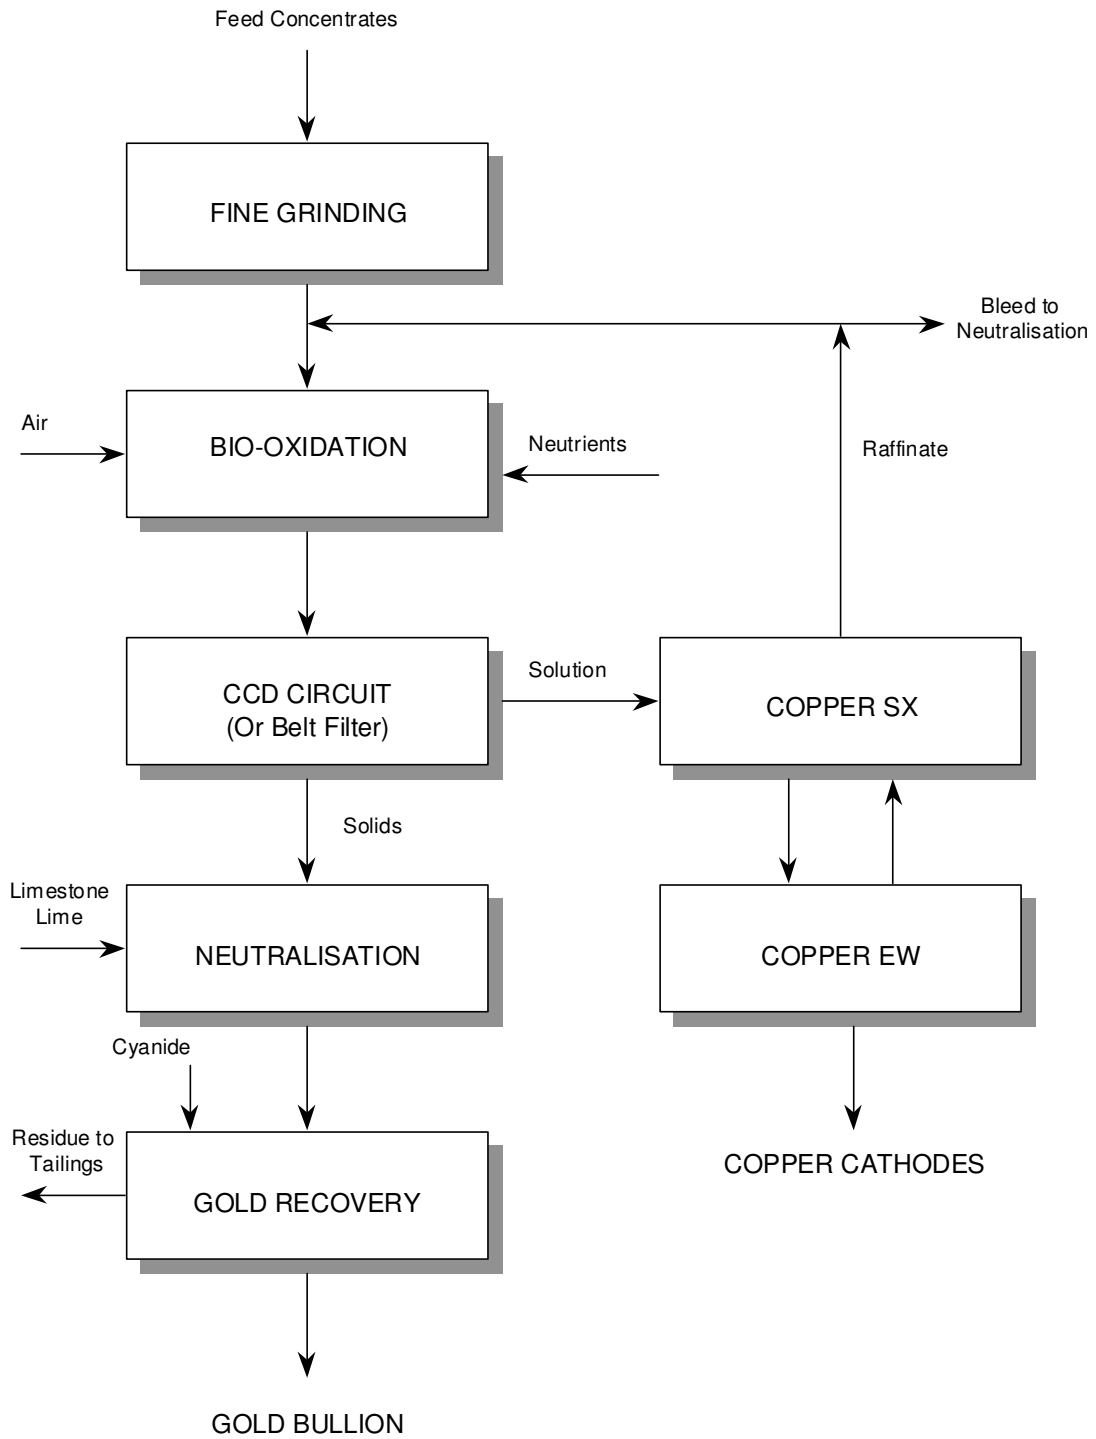 Feed Concentrates
FINE GRINDING
Bleed to
Neutralisation
Air
BIO-OXIDATION
Neutrients
Raffinate
CCD CIRCUIT
(Or Belt Filter)
Solution
COPPER SX
Solids
Limestone
Lime
NEUTRALISATION
COPPER EW
Cyanide
Residue to
Tailings
GOLD RECOVERY
COPPER CATHODES
GOLD BULLION